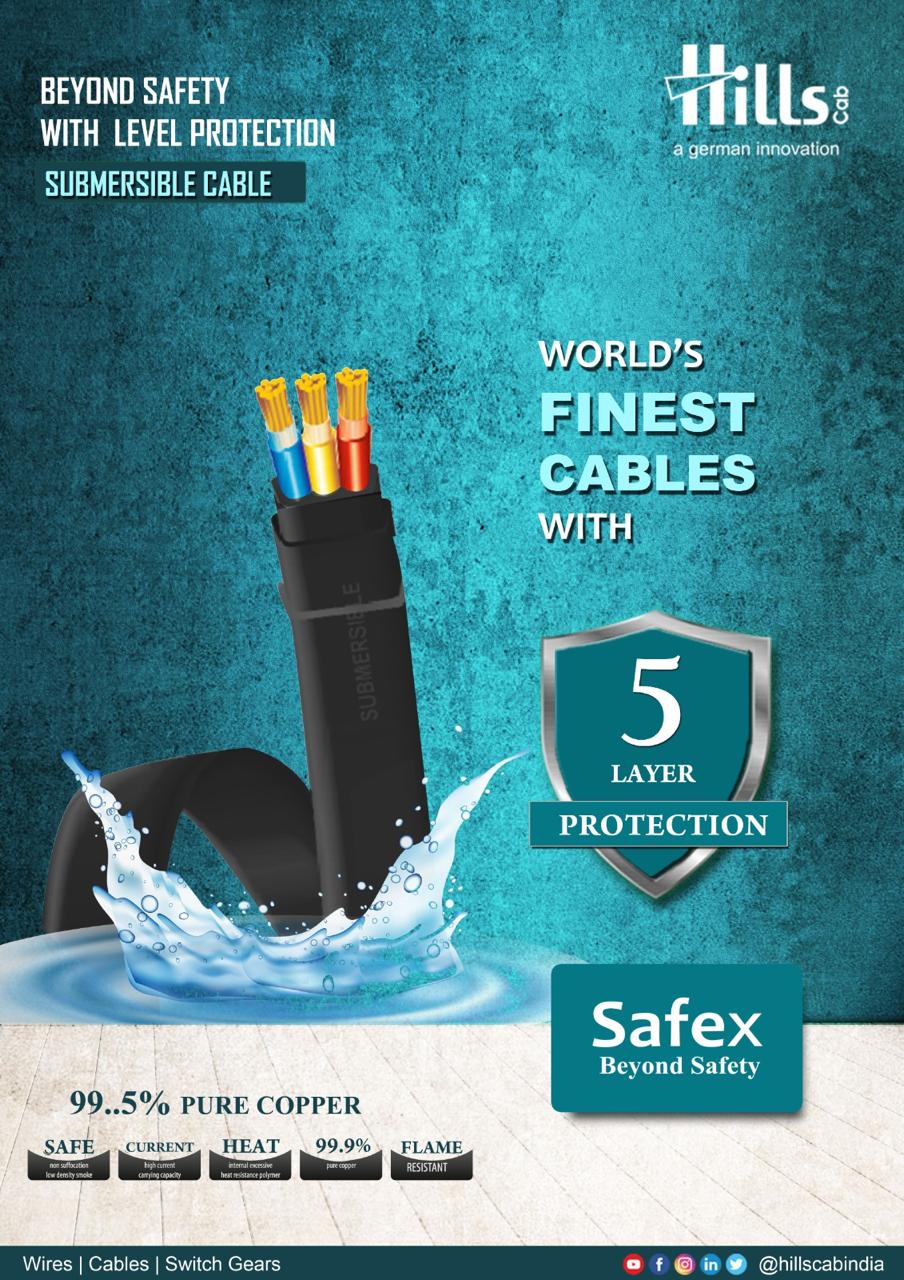 BEYOND SAFETY
WITH LEVEL PROTECTION
SUBMERSIBLE CABLE
Hills Cab
a german innovation
WORLD'S
FINEST
CABLES
WITH
SUBMERSIBLE
5
LAYER
PROTECTION
Safex
Beyond Safety
99..5% PURE COPPER
SAFE
non suffocation
low density smoke
CURRENT
high current
carrying capacity
HEAT
internal excessive
heat resistance polymer
99.9%
pure copper
FLAME
RESISTANT
Wires | Cables | Switch Gears
@hillscabindia